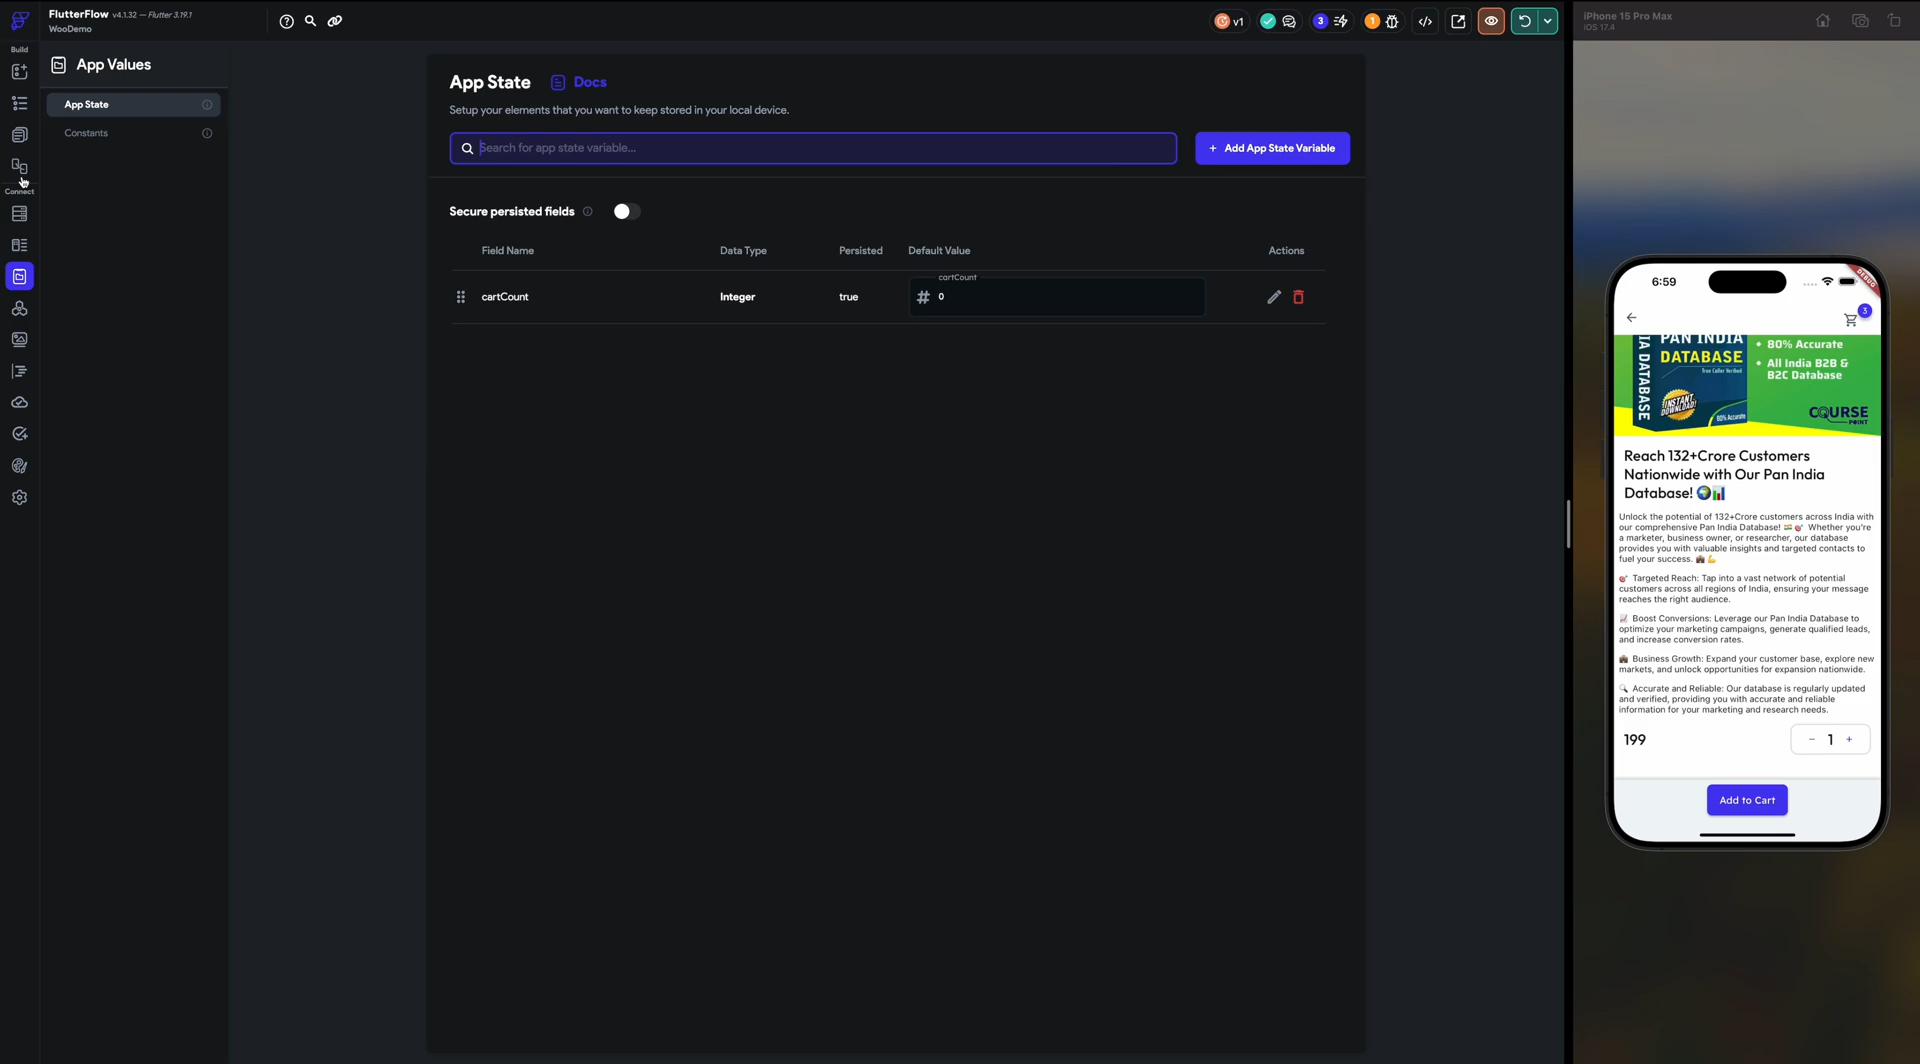 FlutterFlow v4.1.32 — Flutter 3.19.1
WooDemo
v1
3
1
Build
Connect
App Values
App State
Constants
App State
Docs
Setup your elements that you want to keep stored in your local device.
Search for app state variable...
+ Add App State Variable
Secure persisted fields
Field Name Data Type Persisted Default Value Actions
cartCount
cartCount Integer true # 0
iPhone 15 Pro Max
iOS 17.4
6:59
DEBUG
3
PAN INDIA
DATABASE
True Caller Verified
IA DATABASE
INSTANT
DOWNLOAD!
80% Accurate
• 80% Accurate
• All India B2B &
B2C Database
COURSE
POINT
Reach 132+Crore Customers
Nationwide with Our Pan India
Database! 🌍📊
Unlock the potential of 132+Crore customers across India with
our comprehensive Pan India Database! 🇮🇳🎯 Whether you're
a marketer, business owner, or researcher, our database
provides you with valuable insights and targeted contacts to
fuel your success. 💼💪
🎯 Targeted Reach: Tap into a vast network of potential
customers across all regions of India, ensuring your message
reaches the right audience.
📈 Boost Conversions: Leverage our Pan India Database to
optimize your marketing campaigns, generate qualified leads,
and increase conversion rates.
💼 Business Growth: Expand your customer base, explore new
markets, and unlock opportunities for expansion nationwide.
🔍 Accurate and Reliable: Our database is regularly updated
and verified, providing you with accurate and reliable
information for your marketing and research needs.
199
− 1 +
Add to Cart